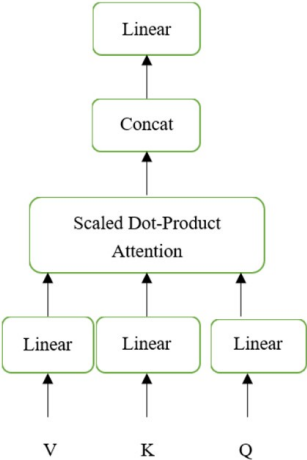 Linear
Concat
Scaled Dot-Product
Attention
Linear
Linear
Linear
V
K
Q